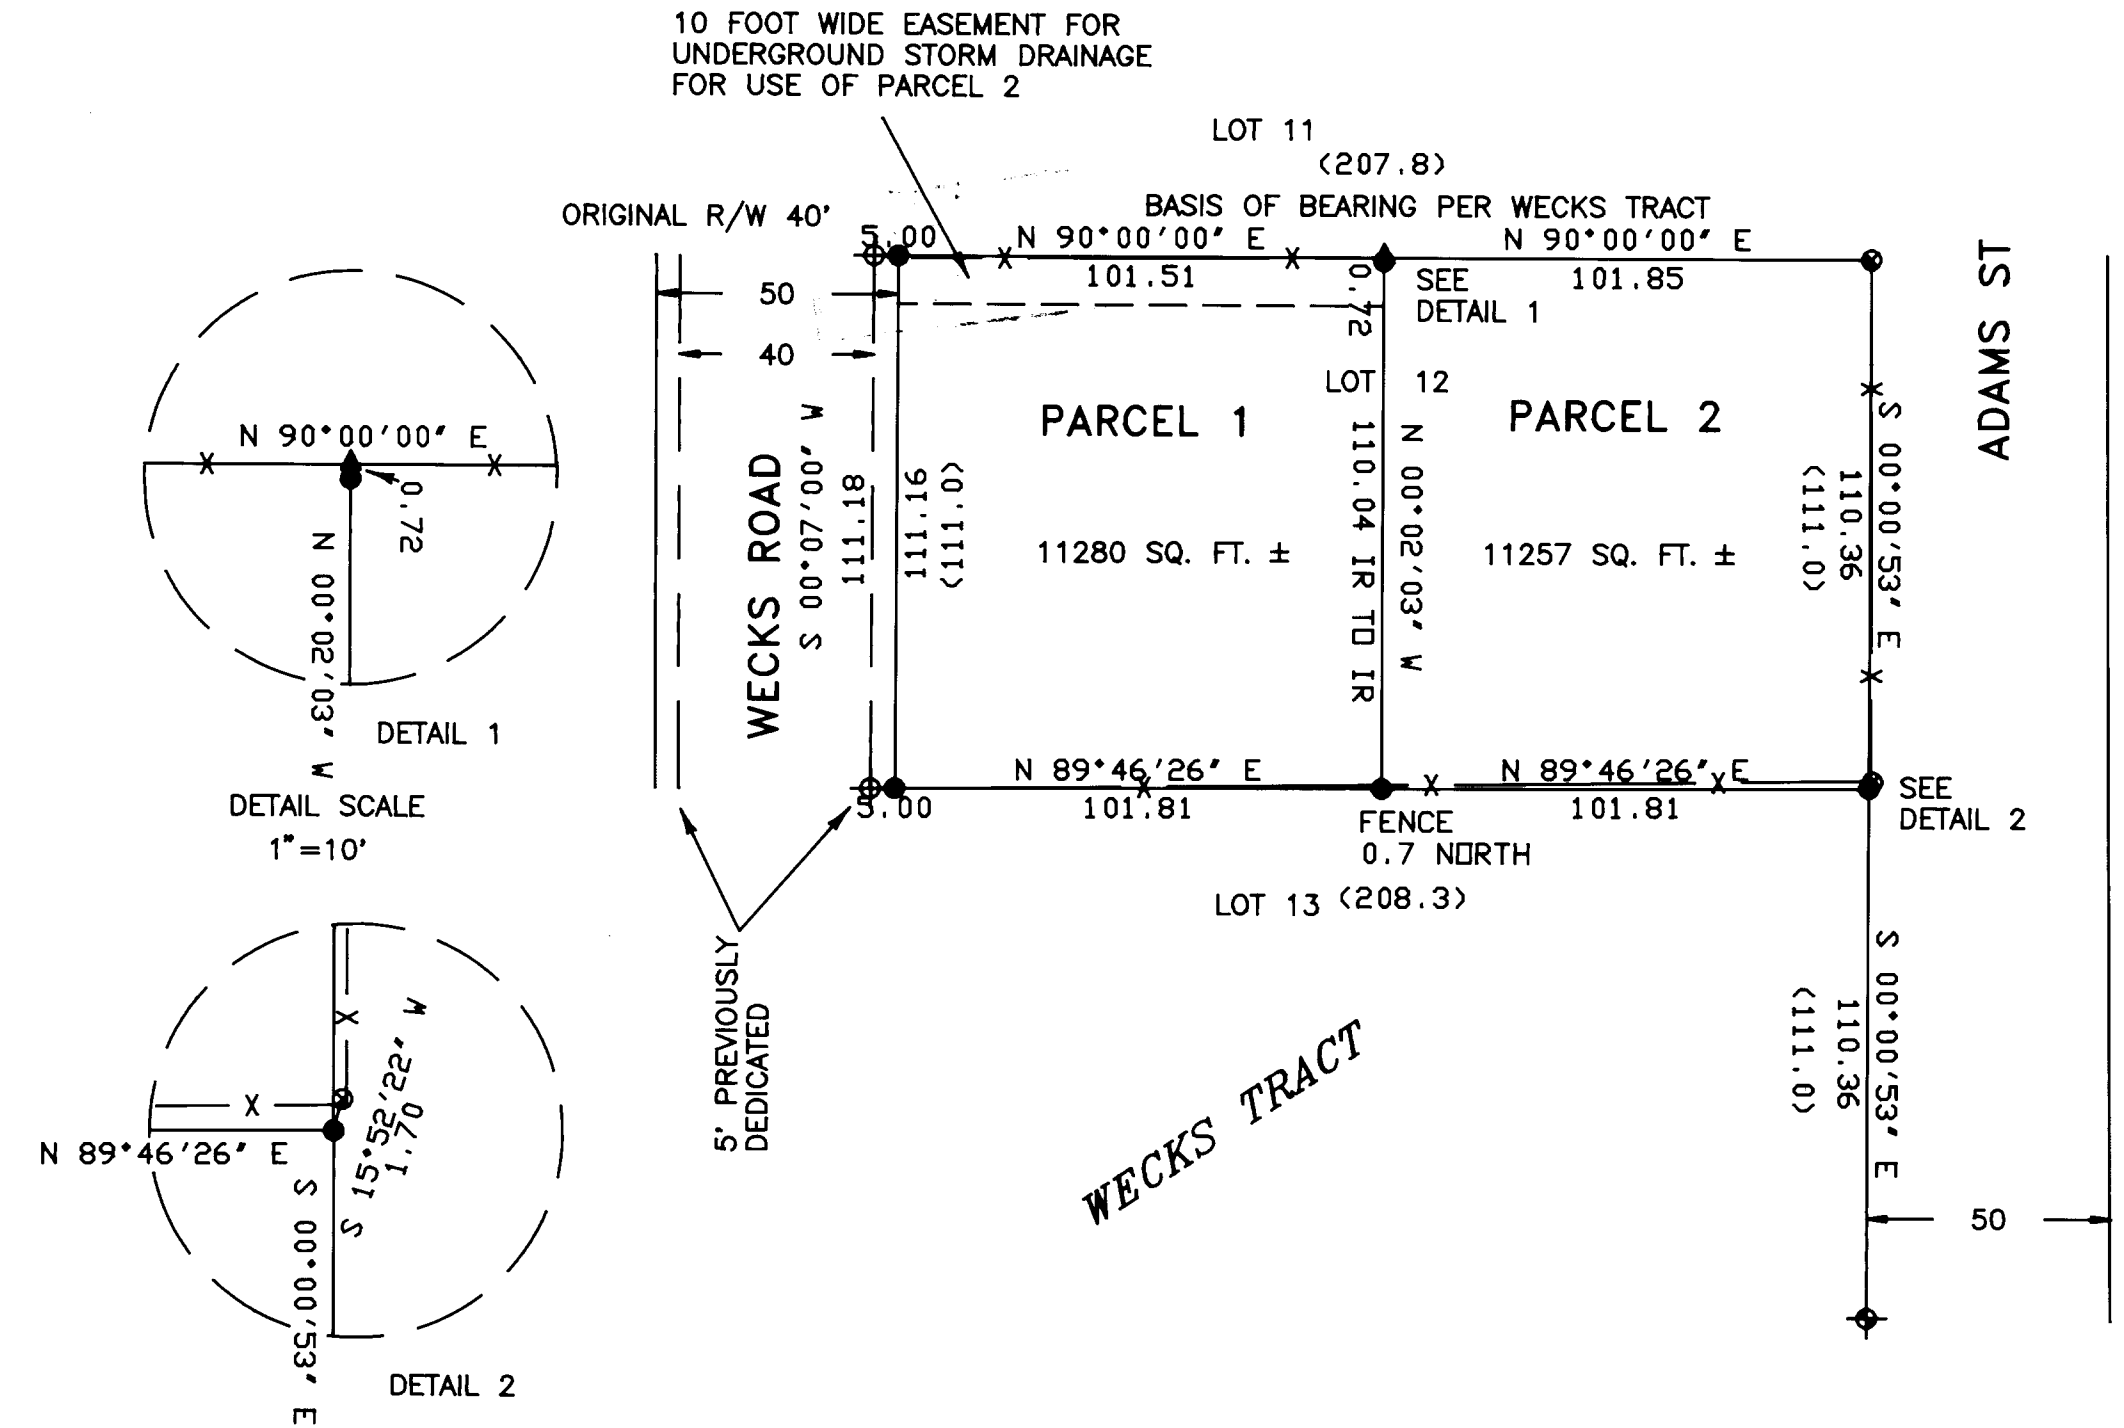 10 FOOT WIDE EASEMENT FOR
UNDERGROUND STORM DRAINAGE
FOR USE OF PARCEL 2
LOT 11
(207.8)
ORIGINAL R/W 40'
BASIS OF BEARING PER WECKS TRACT
5.00
N 90°00'00" E
N 90°00'00" E
101.51
101.85
50
40
0.72
SEE
DETAIL 1
LOT 12
PARCEL 1
PARCEL 2
11280 SQ. FT. ±
11257 SQ. FT. ±
WECKS ROAD
S 00°07'00" W
111.18
111.16
(111.0)
110.04 IR TO IR
N 00°02'03" W
S 00°00'53" E
110.36
(111.0)
ADAMS ST
N 89°46'26" E
N 89°46'26" E
5.00
101.81
101.81
SEE
DETAIL 2
FENCE
0.7 NORTH
LOT 13 (208.3)
5' PREVIOUSLY
DEDICATED
WECKS TRACT
S 00°00'53" E
110.36
(111.0)
50
N 90°00'00" E
0.72
N 00°02'03" W
DETAIL 1
DETAIL SCALE
1"=10'
X
X
S 15°52'22" W
1.70
N 89°46'26" E
S 00°00'53" E
DETAIL 2